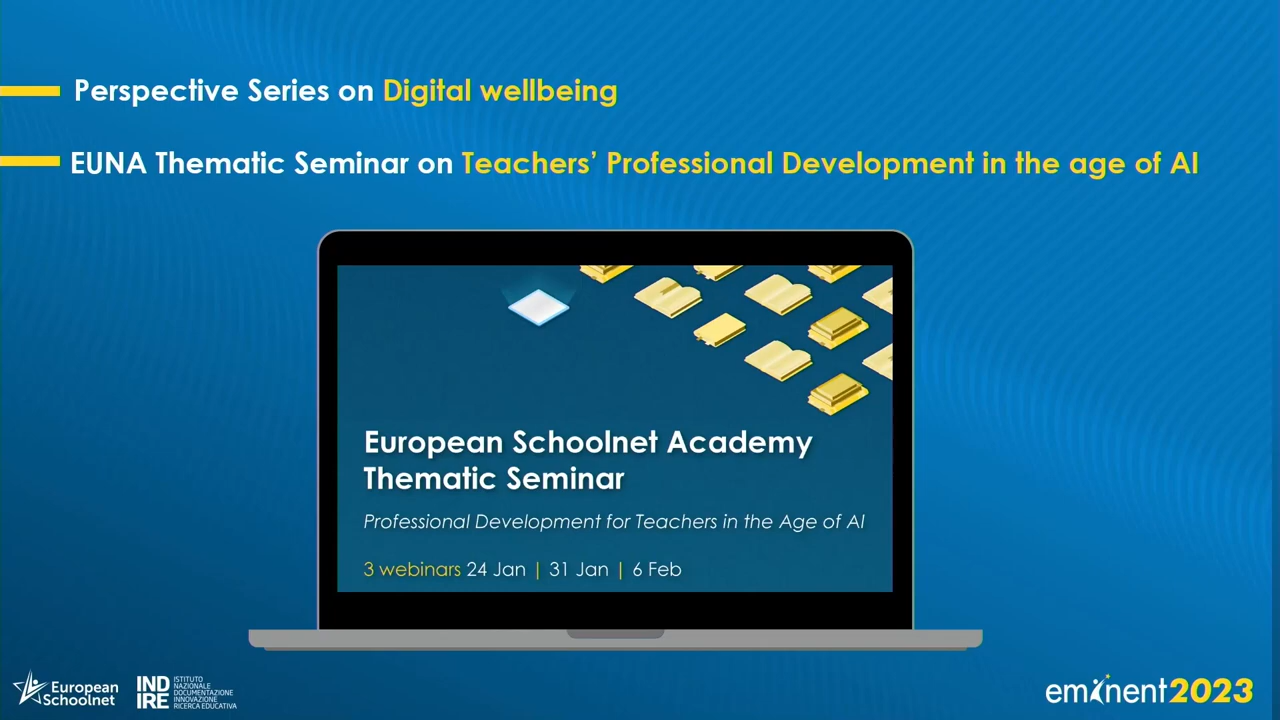 Perspective Series on Digital wellbeing
EUNA Thematic Seminar on Teachers’ Professional Development in the age of AI
European Schoolnet Academy
Thematic Seminar
Professional Development for Teachers in the Age of AI
3 webinars 24 Jan | 31 Jan | 6 Feb
European
Schoolnet
IND
IRE
ISTITUTO
NAZIONALE
DOCUMENTAZIONE
INNOVAZIONE
RICERCA EDUCATIVA
eminent2023